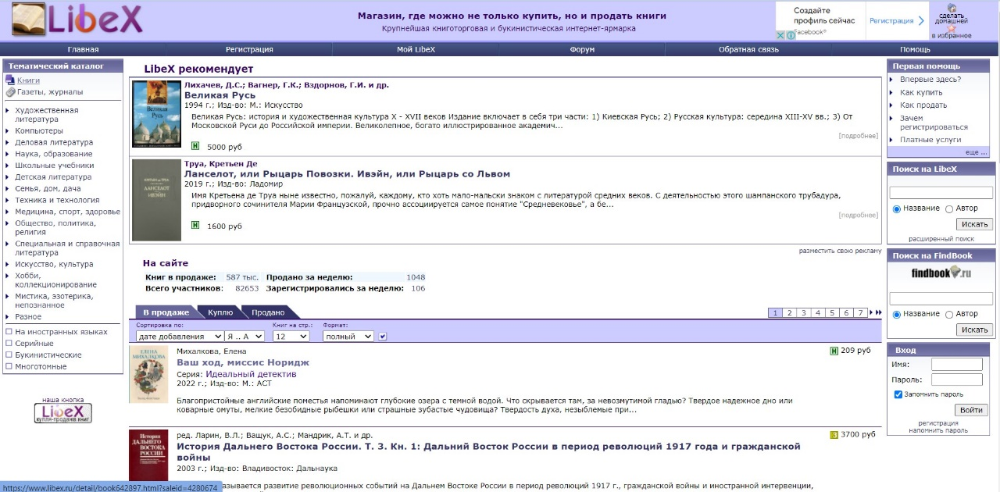 LibeX
Магазин, где можно не только купить, но и продать книги
Крупнейшая книготорговая и букинистическая интернет-ярмарка
Создайте
профиль сейчас
Facebook®
Регистрация
сделать
домашней
в избранное
Главная
Регистрация
Мой LibeX
Форум
Обратная связь
Помощь
Тематический каталог
Книги
Газеты, журналы
Художественная
литература
Компьютеры
Деловая литература
Наука, образование
Школьные учебники
Детская литература
Семья, дом, дача
Техника и технология
Медицина, спорт, здоровье
Общество, политика,
религия
Специальная и справочная
литература
Искусство, культура
Хобби,
коллекционирование
Мистика, эзотерика,
непознанное
Разное
На иностранных языках
Серийные
Букинистические
Многотомные
наша кнопка
LibeX
купля-продажа книг
LibeX рекомендует
Великая
Русь
Лихачев, Д.С.; Вагнер, Г.К.; Вздорнов, Г.И. и др.
Великая Русь
1994 г.; Изд-во: М.: Искусство
Великая Русь: история и художественная культура X - XVII веков Издание включает в себя три части: 1) Киевская Русь; 2) Русская культура: середина XIII-XV вв.; 3) От
Московской Руси до Российской империи. Великолепное, богато иллюстрированное академич...
[подробнее]
Н 5000 руб
КРЕТЬЕН ДЕ ТРУА
ЛАНСЕЛОТ
ИВЭЙН
Труа, Кретьен Де
Ланселот, или Рыцарь Повозки. Ивэйн, или Рыцарь со Львом
2019 г.; Изд-во: Ладомир
Имя Кретьена де Труа ныне известно, пожалуй, каждому, кто хоть мало-мальски знаком с литературой средних веков. С деятельностью этого шампанского трубадура,
придворного сочинителя Марии Французской, прочно ассоциируется самое понятие "Средневековье", а бе...
[подробнее]
Н 1600 руб
разместить свою рекламу
На сайте
Книг в продаже: 587 тыс. Продано за неделю: 1048
Всего участников: 82653 Зарегистрировались за неделю: 106
В продаже Куплю Продано
1 2 3 4 5 6 7
Сортировка по: Книг на стр.: Формат:
дате добавления Я .. А 12 полный
ЕЛЕНА
МИХАЛКОВА
Михалкова, Елена
Н 209 руб
Ваш ход, миссис Норидж
Серия: Идеальный детектив
2022 г.; Изд-во: М.: АСТ
Благопристойные английские поместья напоминают глубокие озера с темной водой. Что скрывается там, за невозмутимой гладью? Твердое надежное дно или
коварные омуты, мелкие безобидные рыбешки или страшные зубастые чудовища? Твердость духа, незыблемые при...
История
ДАЛЬНЕГО
ВОСТОКА
РОССИИ
ред. Ларин, В.Л.; Ващук, А.С.; Мандрик, А.Т. и др.
З 3700 руб
История Дальнего Востока России. Т. 3. Кн. 1: Дальний Восток России в период революций 1917 года и гражданской
войны
2003 г.; Изд-во: Владивосток: Дальнаука
азывается развитие революционных событий на Дальнем Востоке России в период революций 1917 г., гражданской войны и иностранной интервенции,
https://www.libex.ru/detail/book642897.html?saleid=4280674
Первая помощь
Впервые здесь?
Как купить
Как продать
Зачем
регистрироваться
Платные услуги
еще ...
Поиск на LibeX
Название Автор
Искать
расширенный поиск
Поиск на FindBook
findbook.ru
Название Автор
Искать
Вход
Имя:
Пароль:
Запомнить пароль
Войти
регистрация
напомнить пароль